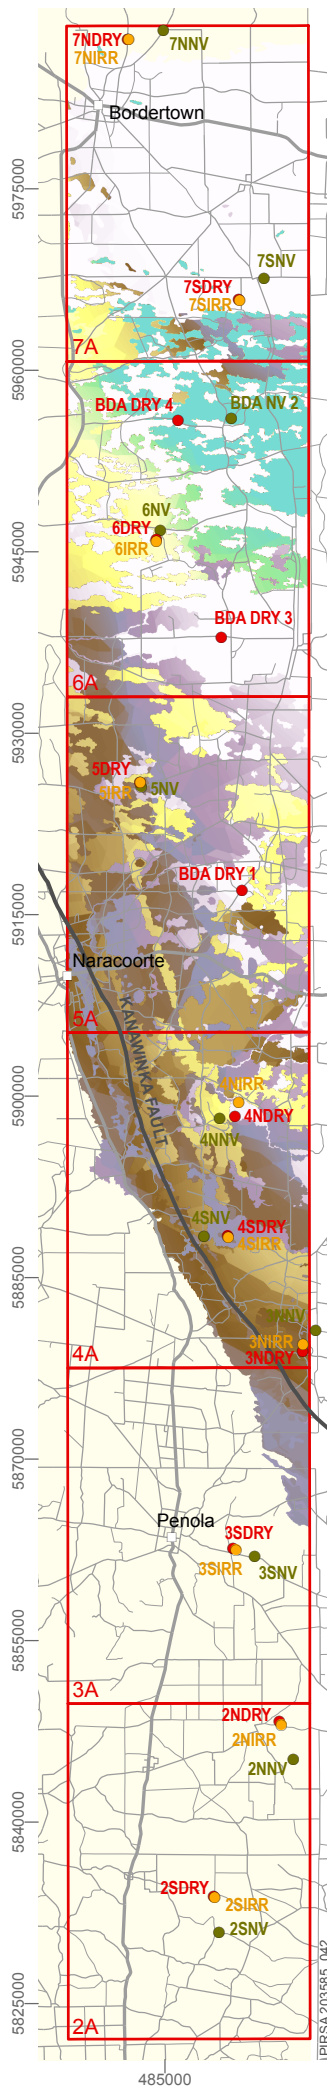 7NDRY
7NNV
7NIRR
Bordertown
5975000
7SNV
7SDRY
7SIRR
7A
5960000
BDA DRY 4
BDA NV 2
6NV
6DRY
6IRR
5945000
BDA DRY 3
6A
5930000
5DRY
5IRR
5NV
BDA DRY 1
5915000
Naracoorte
KANAWINKA FAULT
5A
4NIRR
5900000
4NDRY
4NNV
4SNV
4SDRY
4SIRR
5885000
3NNV
3NIRR
3NDRY
4A
5870000
Penola
3SDRY
3SIRR
3SNV
5855000
3A
2NDRY
2NIRR
2NNV
5840000
2SDRY
2SIRR
2SNV
5825000
2A
PIRSA 203585_042
485000